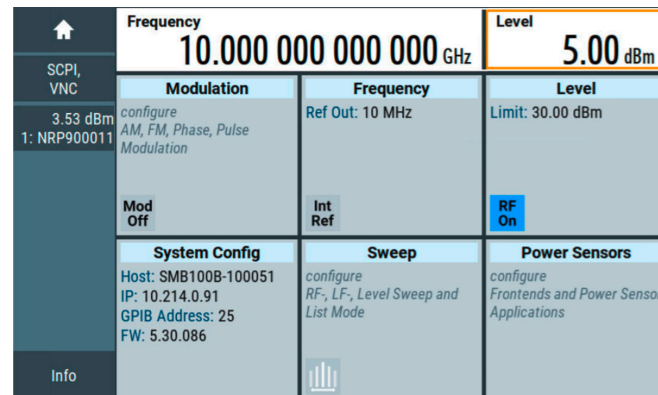 Frequency
10.000 000 000 000 GHz
Level
5.00 dBm
SCPI,
VNC
3.53 dBm
1: NRP900011
Modulation
configure
AM, FM, Phase, Pulse
Modulation
Mod
Off
Frequency
Ref Out: 10 MHz
Int
Ref
Level
Limit: 30.00 dBm
RF
On
System Config
Host: SMB100B-100051
IP: 10.214.0.91
GPIB Address: 25
FW: 5.30.086
Sweep
configure
RF-, LF-, Level Sweep and
List Mode
Power Sensors
configure
Frontends and Power Senso
Applications
Info